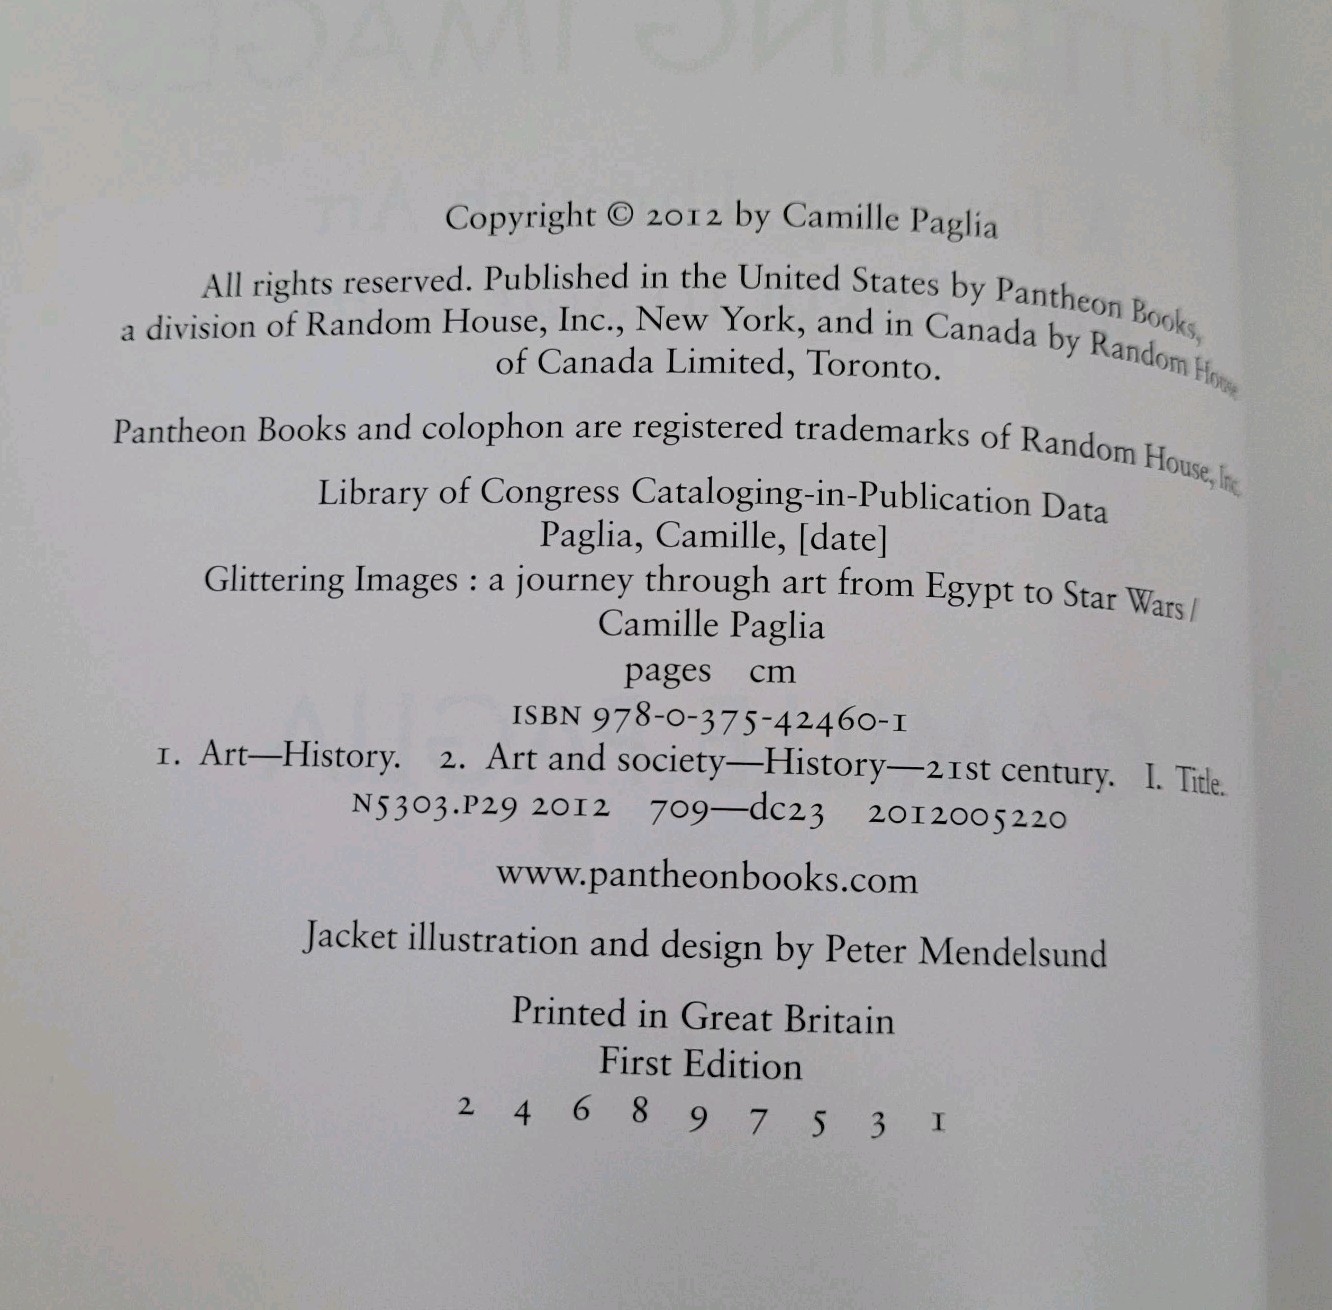 Copyright © 2012 by Camille Paglia
All rights reserved. Published in the United States by Pantheon Books,
a division of Random House, Inc., New York, and in Canada by Random House
of Canada Limited, Toronto.
Pantheon Books and colophon are registered trademarks of Random House, Inc.
Library of Congress Cataloging-in-Publication Data
Paglia, Camille, [date]
Glittering Images : a journey through art from Egypt to Star Wars /
Camille Paglia
pages cm
ISBN 978-0-375-42460-1
1. Art—History. 2. Art and society—History—21st century. I. Title.
N5303.P29 2012 709—dc23 2012005220
www.pantheonbooks.com
Jacket illustration and design by Peter Mendelsund
Printed in Great Britain
First Edition
2 4 6 8 9 7 5 3 1